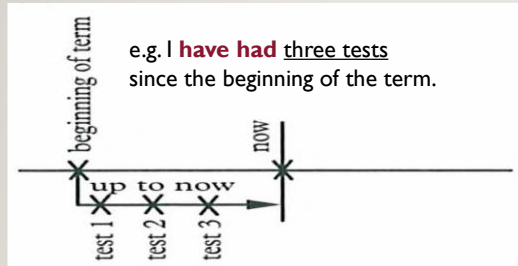 e.g. I have had three tests
since the beginning of the term.
beginning of term
now
up to now
test 1
test 2
test 3